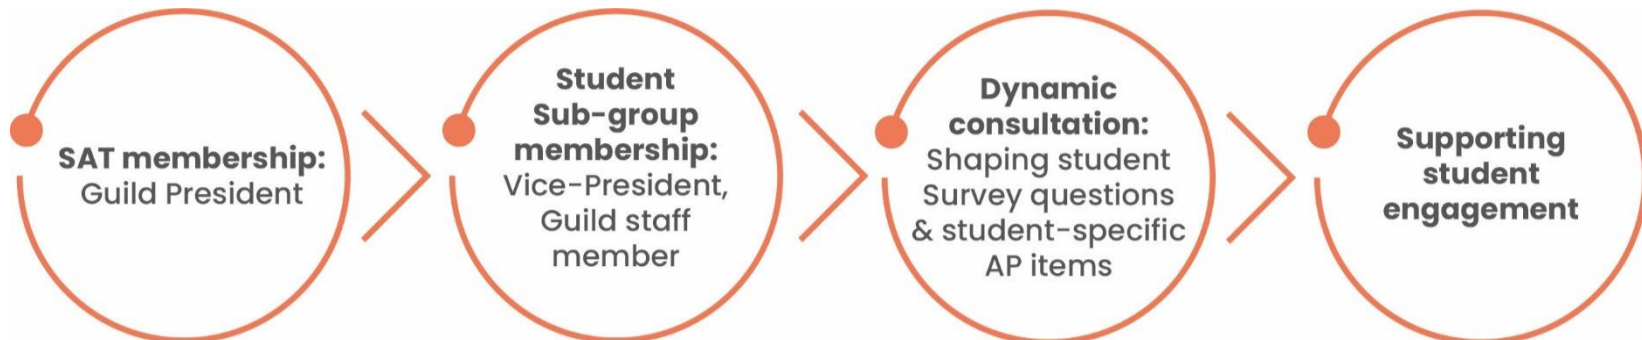 SAT membership:
Guild President
Student
Sub-group
membership:
Vice-President,
Guild staff
member
Dynamic
consultation:
Shaping student
Survey questions
& student-specific
AP items
Supporting
student
engagement